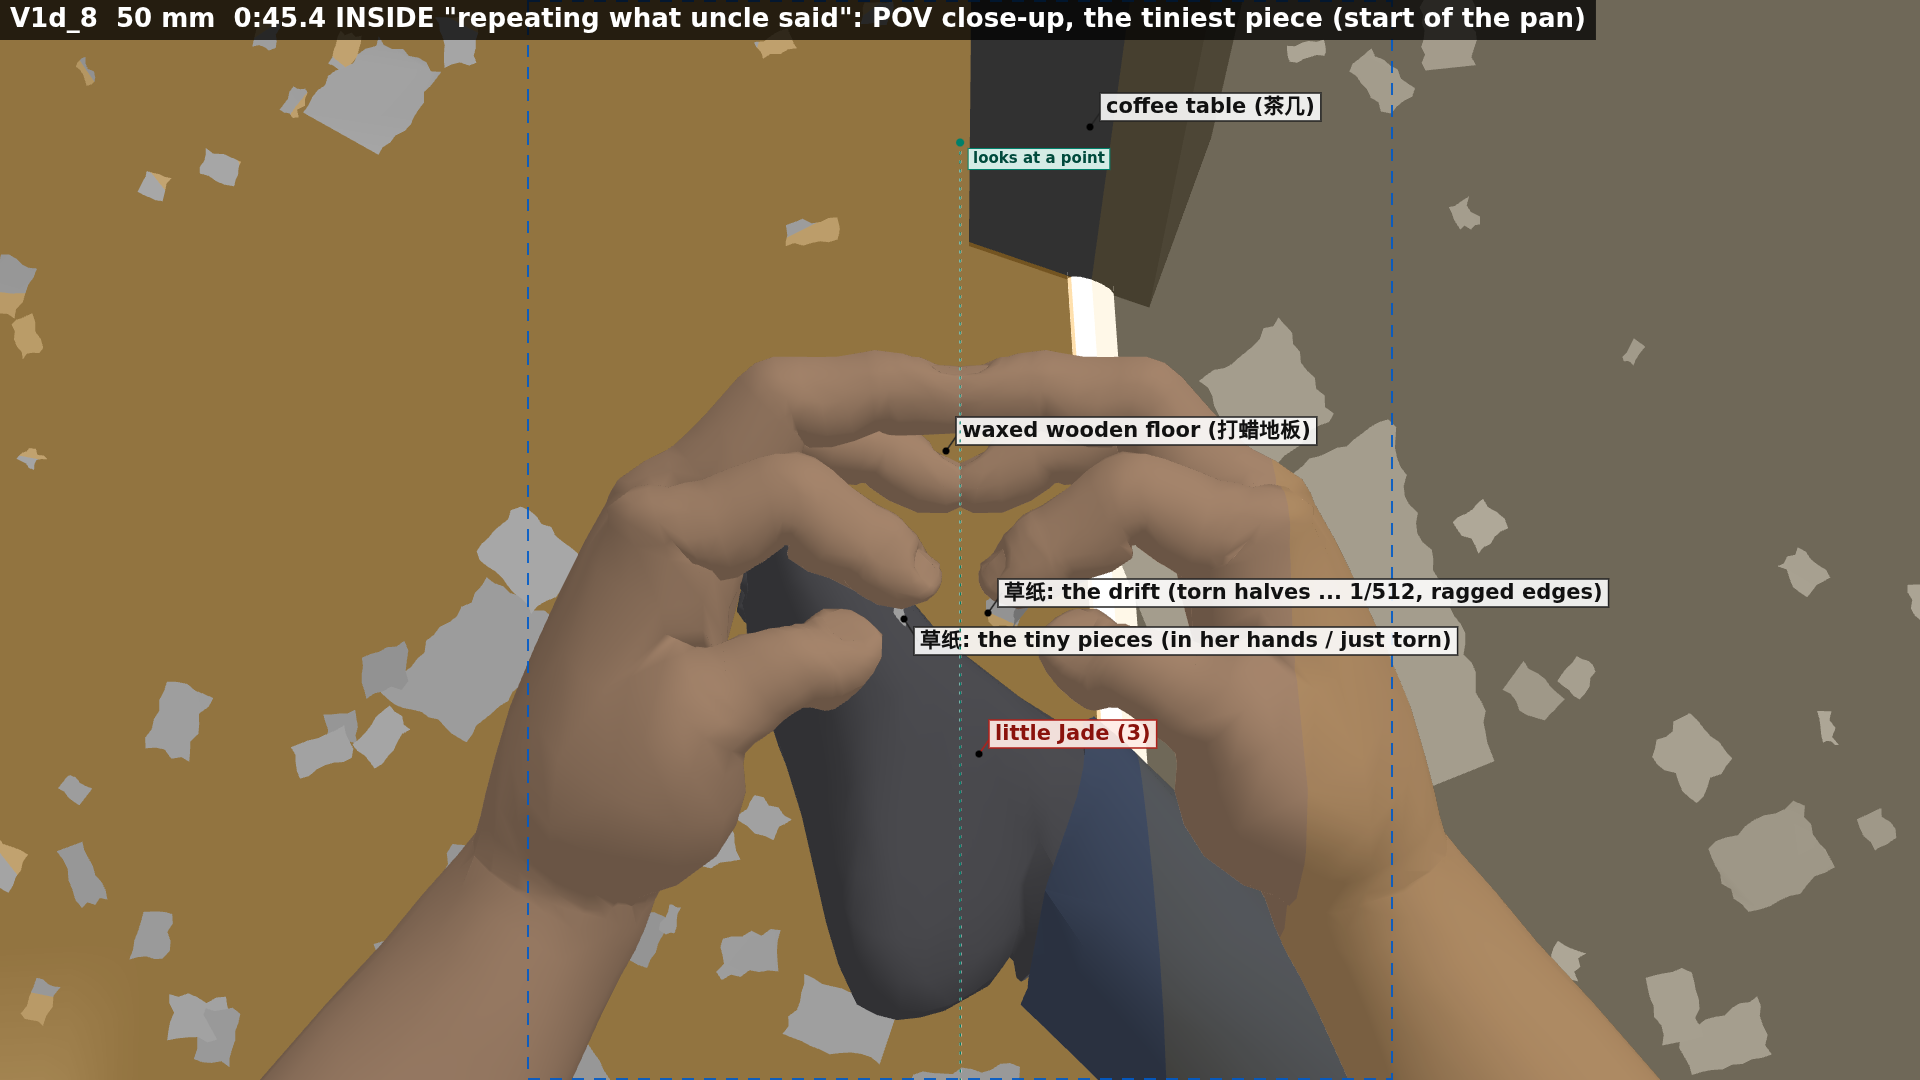 V1d_8  50 mm  0:45.4 INSIDE "repeating what uncle said": POV close-up, the tiniest piece (start of the pan)
coffee table (茶几)
looks at a point
waxed wooden floor (打蜡地板)
草纸: the drift (torn halves ... 1/512, ragged edges)
草纸: the tiny pieces (in her hands / just torn)
little Jade (3)